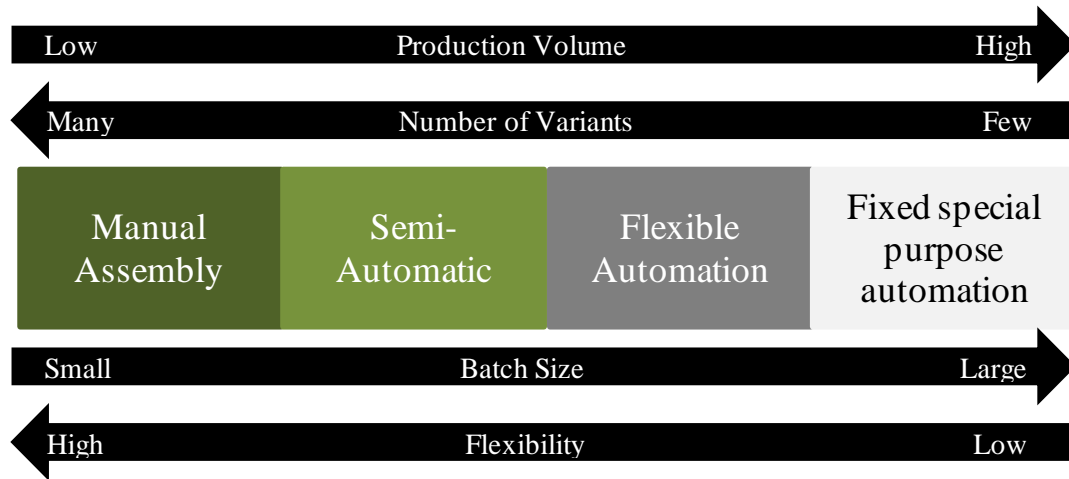 Low Production Volume High
Many Number of Variants Few
Manual
Assembly
Semi-
Automatic
Flexible
Automation
Fixed special
purpose
automation
Small Batch Size Large
High Flexibility Low